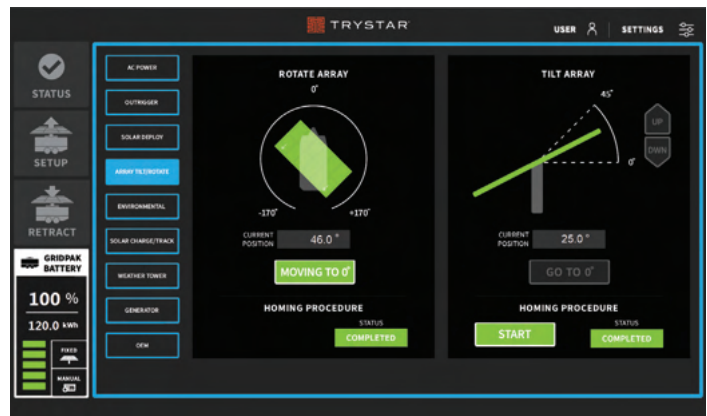 TRYSTAR
USER
SETTINGS
STATUS
SETUP
RETRACT
GRIDPAK
BATTERY
100 %
120.0 kWh
FIXED
MANUAL
AC POWER
OUTRIGGER
SOLAR DEPLOY
ARRAY TILT/ROTATE
ENVIRONMENTAL
SOLAR CHARGE/TRACK
WEATHER TOWER
GENERATOR
OEM
ROTATE ARRAY
0°
-170° +170°
CURRENT
POSITION
46.0 °
MOVING TO 0°
HOMING PROCEDURE
STATUS
COMPLETED
TILT ARRAY
45°
0°
UP
DWN
CURRENT
POSITION
25.0 °
GO TO 0°
HOMING PROCEDURE
START
STATUS
COMPLETED